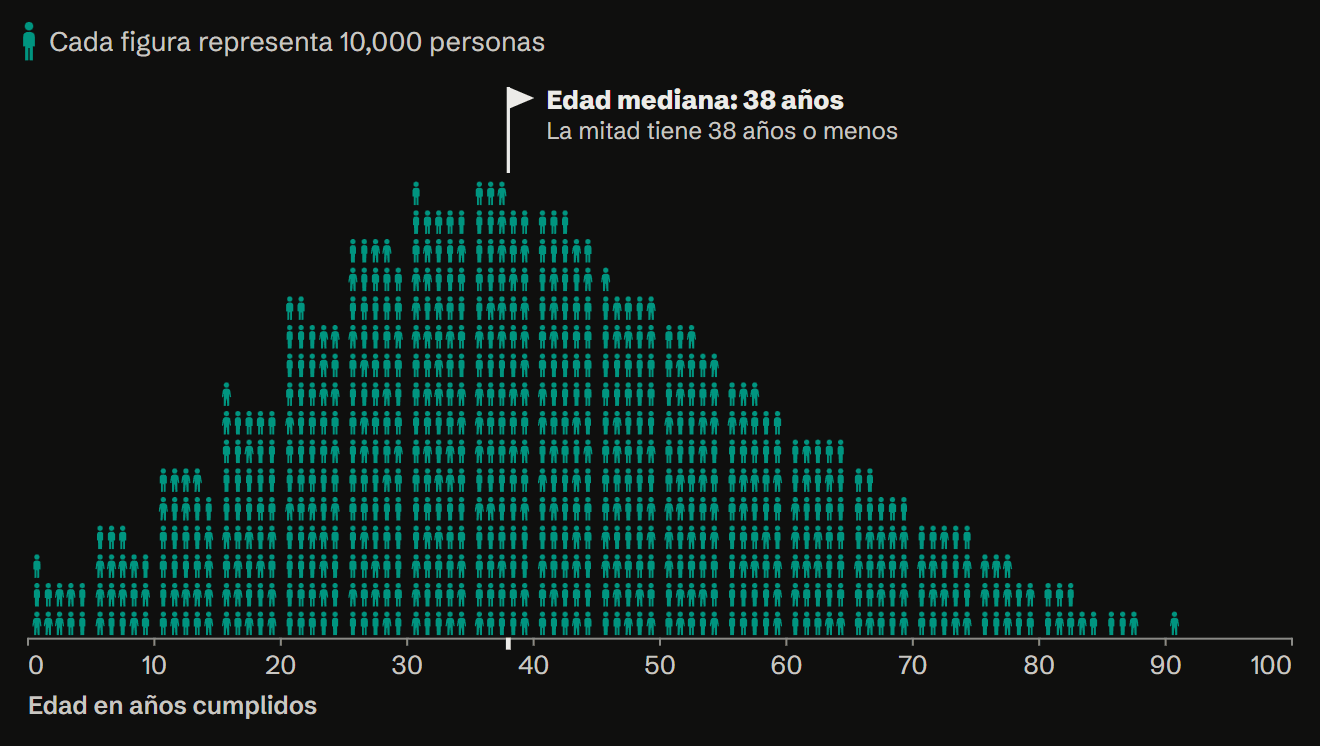 Cada figura representa 10,000 personas
Edad mediana: 38 años
La mitad tiene 38 años o menos
0 10 20 30 40 50 60 70 80 90 100
Edad en años cumplidos